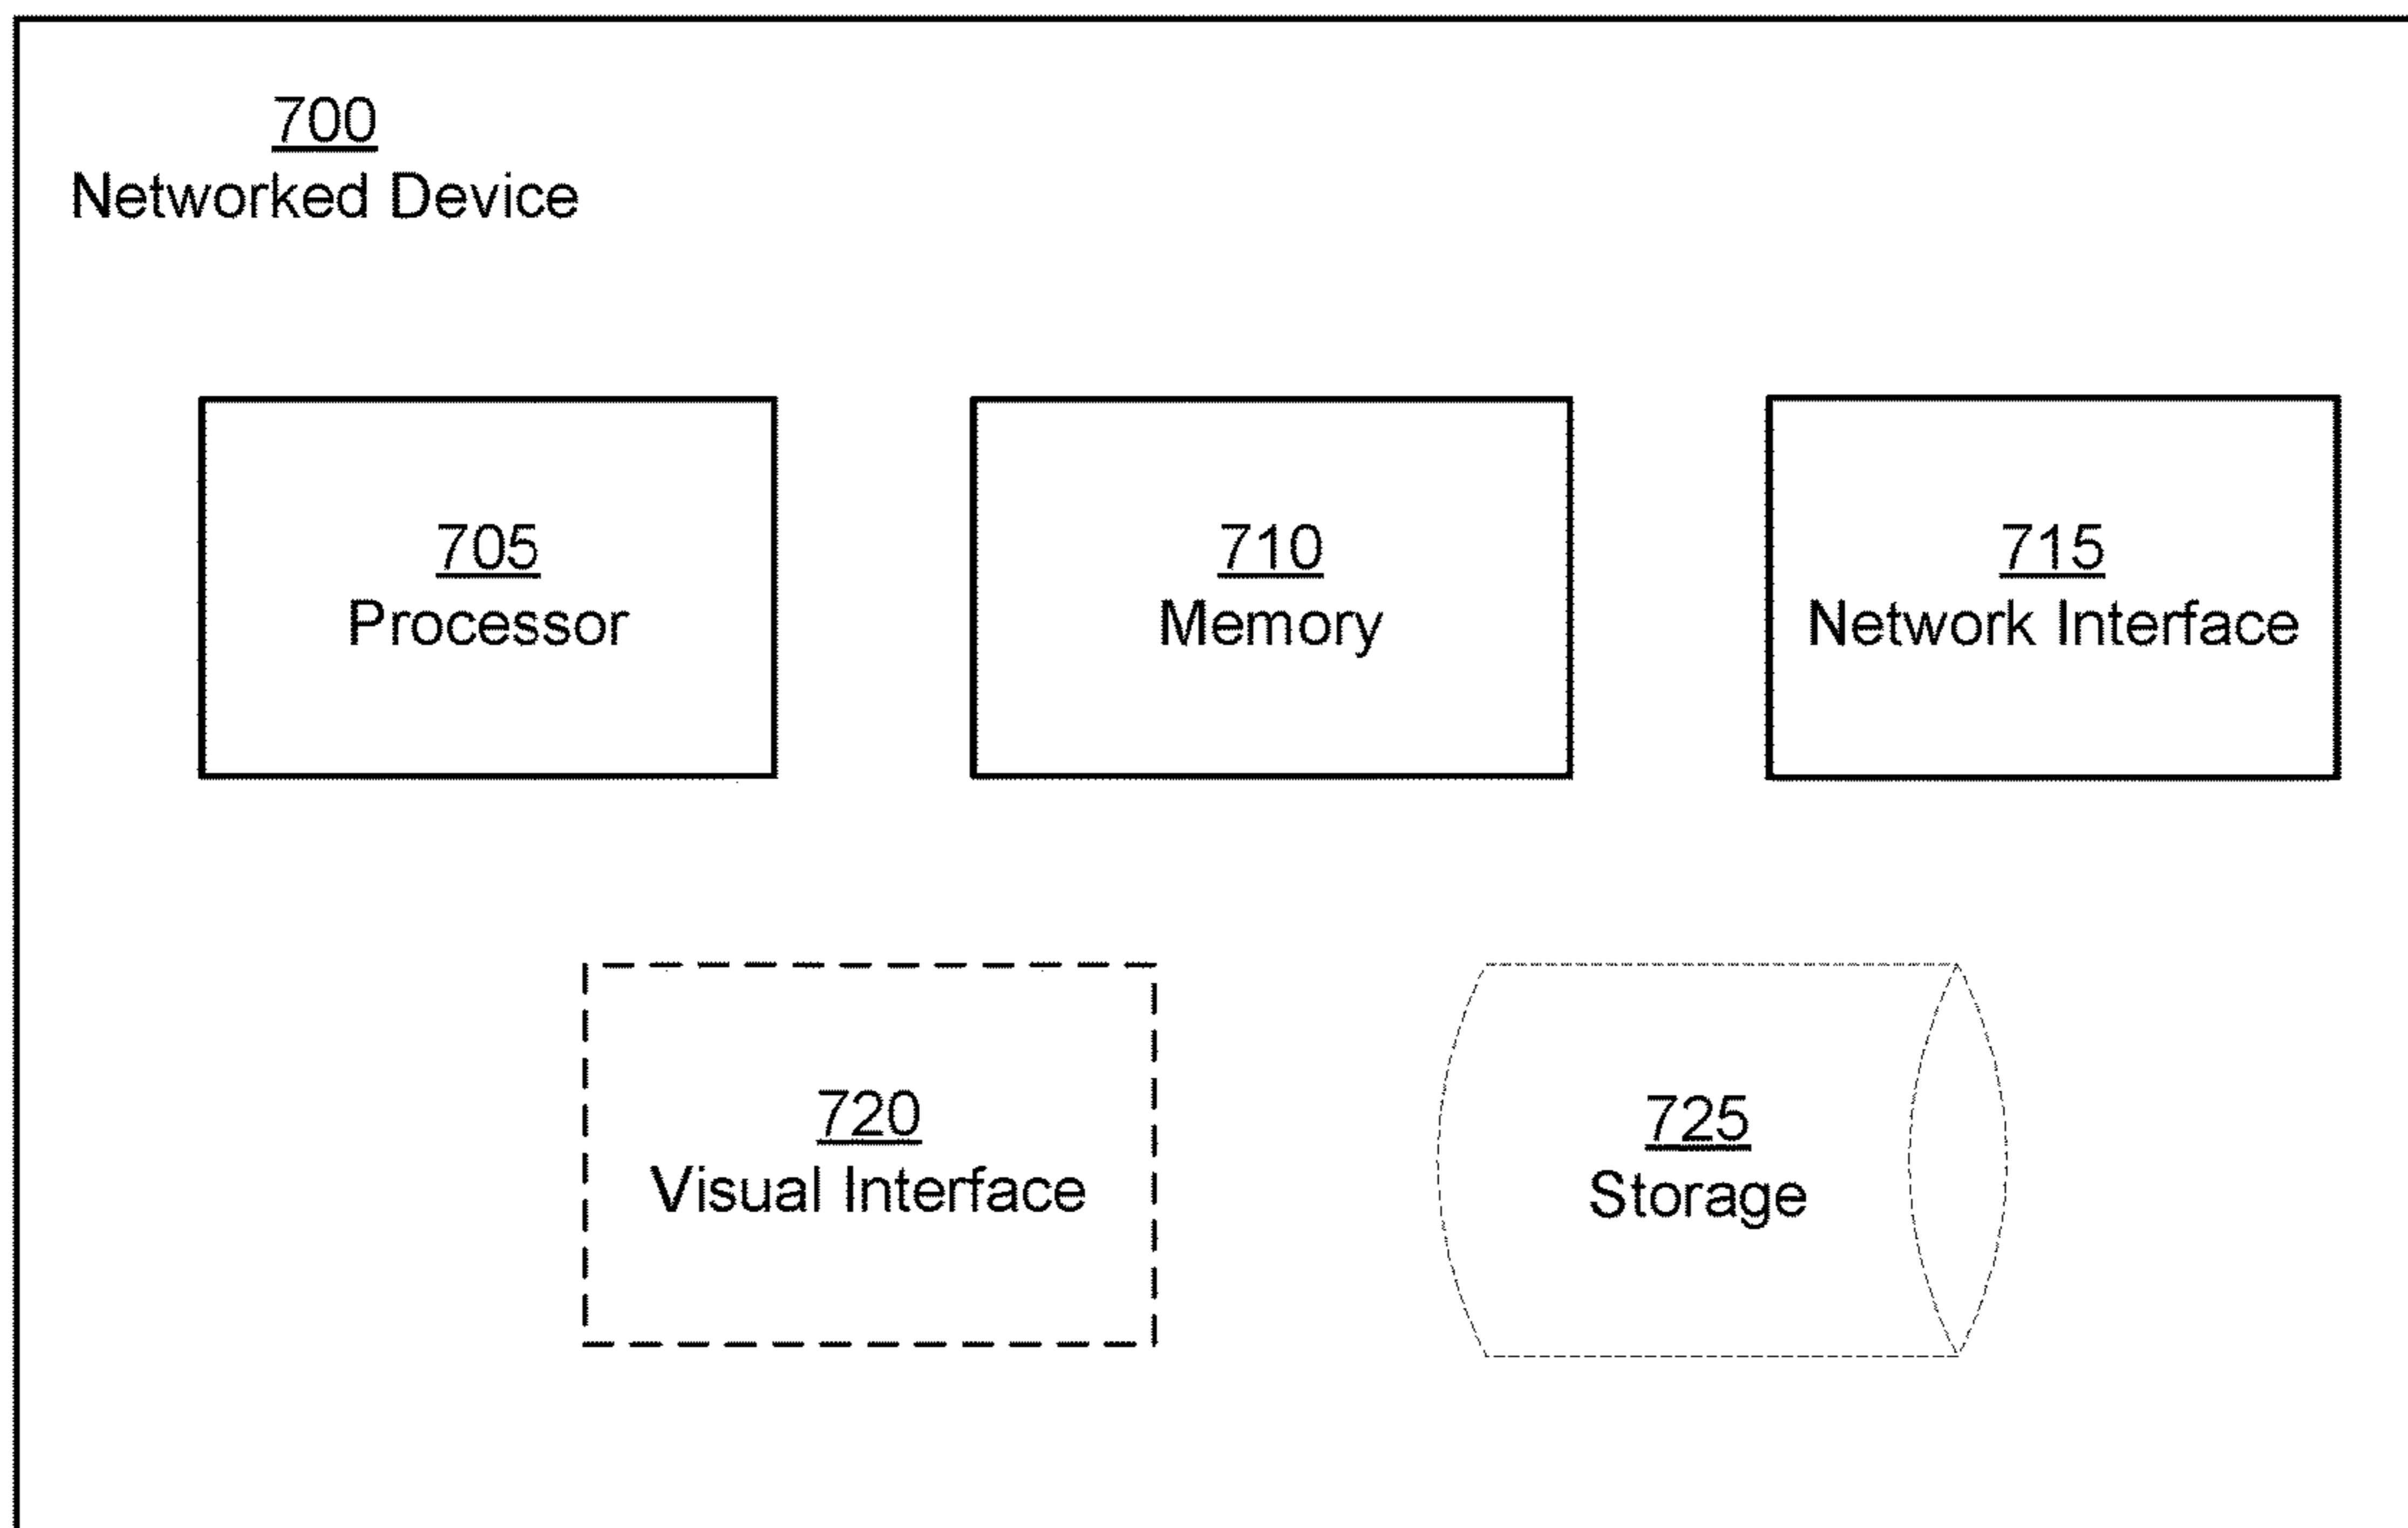 700
Networked Device
705
Processor
710
Memory
715
Network Interface
720
Visual Interface
725
Storage